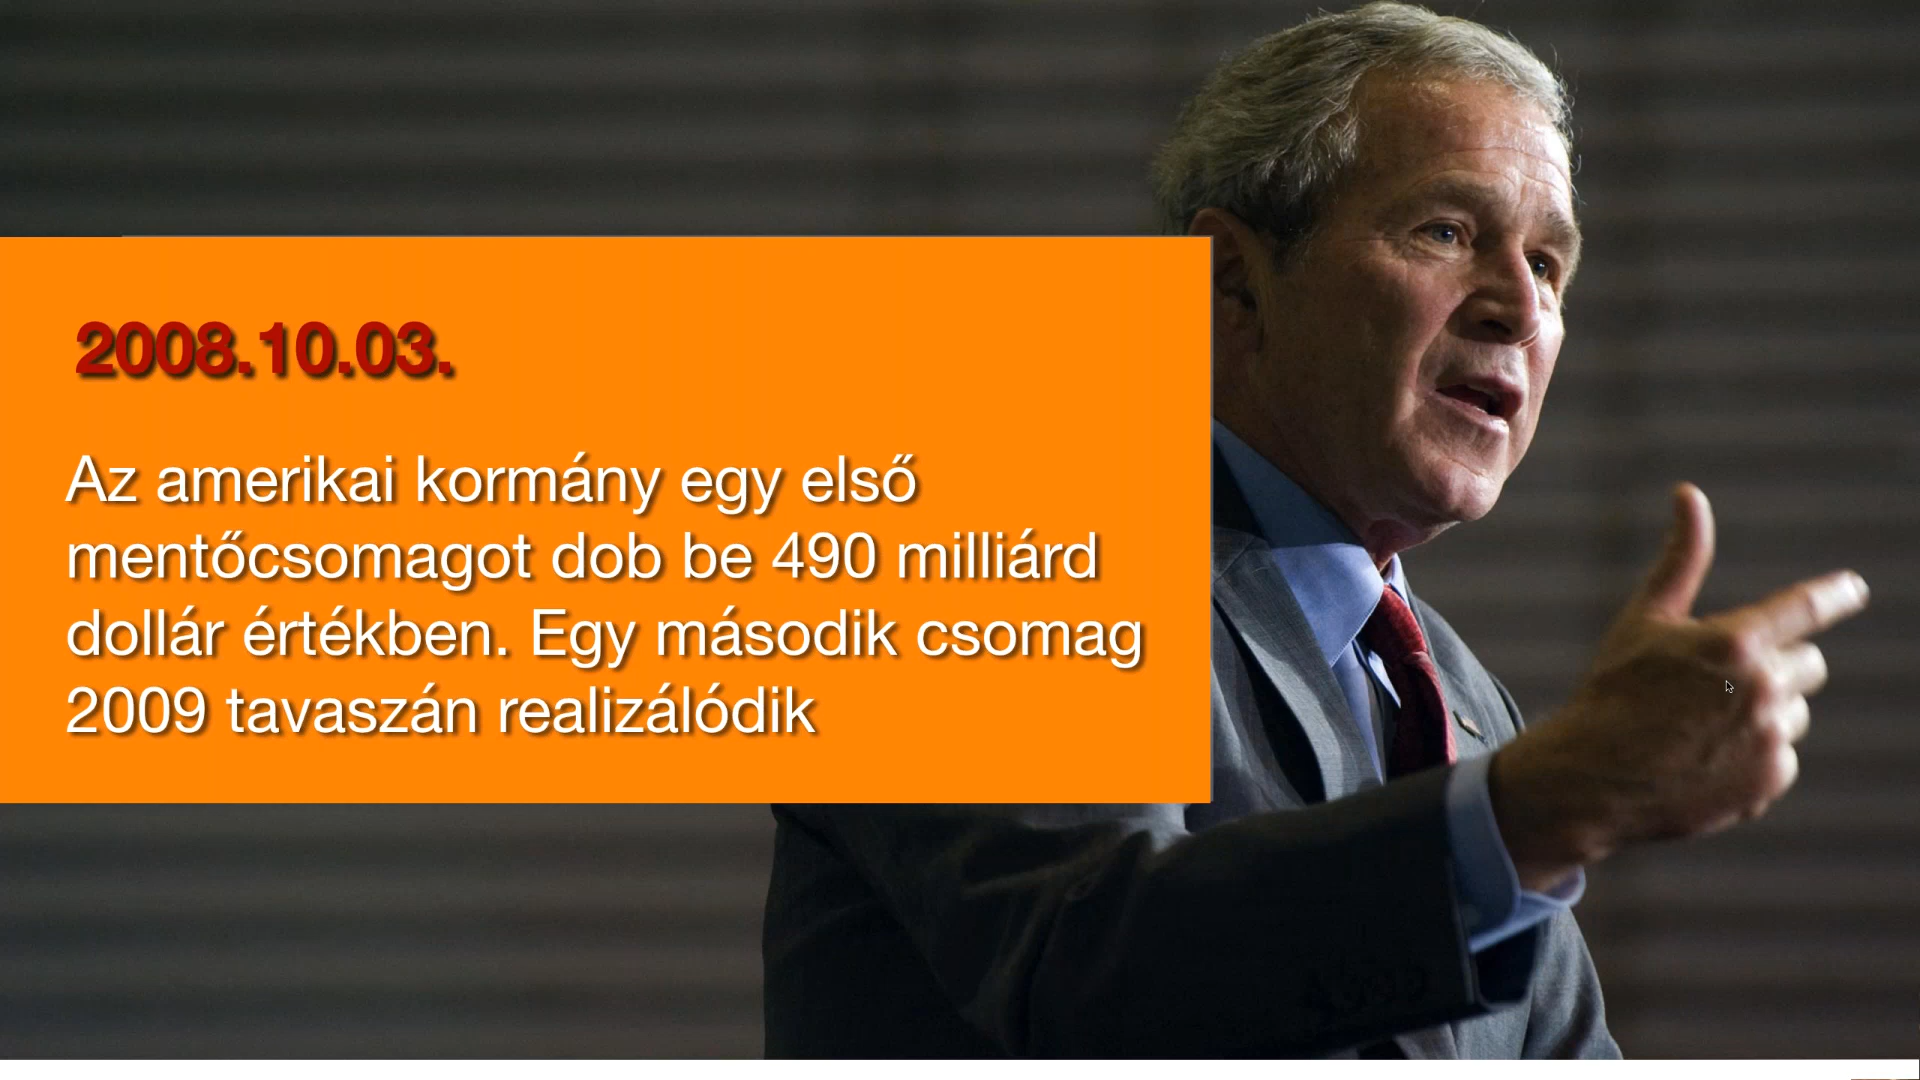 2008.10.03.
Az amerikai kormány egy első
mentőcsomagot dob be 490 milliárd
dollár értékben. Egy második csomag
2009 tavaszán realizálódik